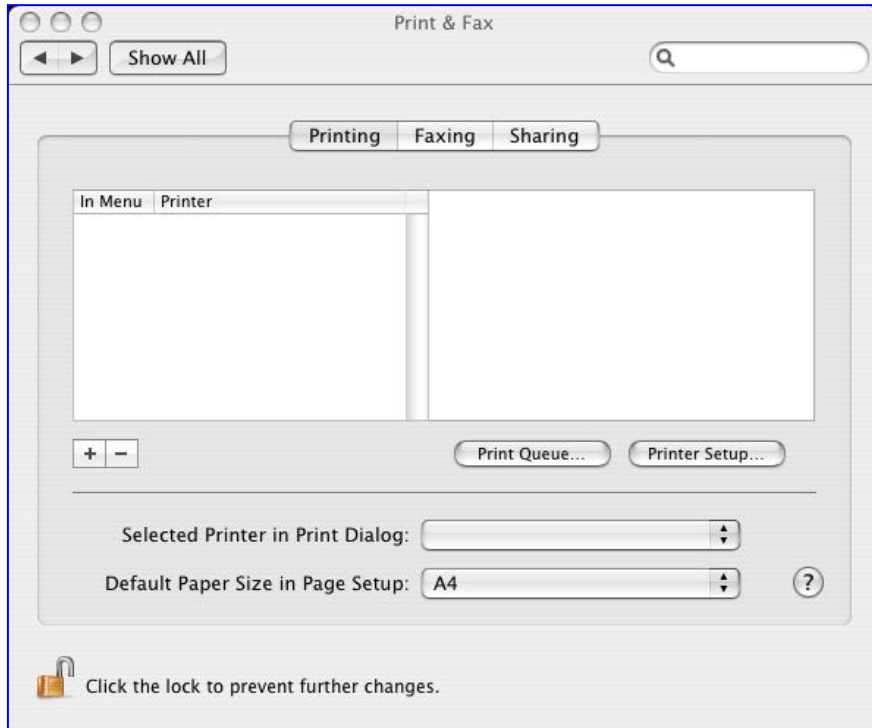 Print & Fax
Show All
Printing Faxing Sharing
In Menu Printer
+ −
Print Queue... Printer Setup...
Selected Printer in Print Dialog:
Default Paper Size in Page Setup: A4 ?
Click the lock to prevent further changes.